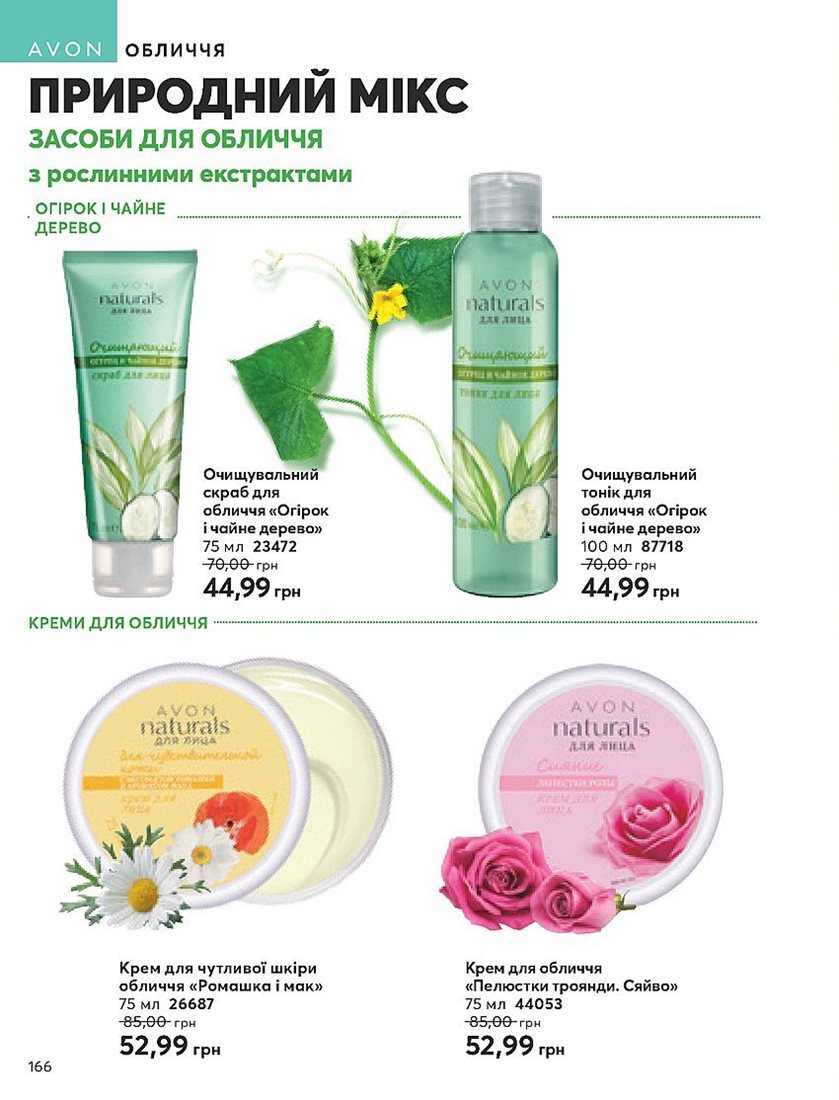 AVON ОБЛИЧЧЯ
ПРИРОДНИЙ МІКС
ЗАСОБИ ДЛЯ ОБЛИЧЧЯ
з рослинними екстрактами
ОГІРОК І ЧАЙНЕ
ДЕРЕВО
AVON
naturals
ДЛЯ ЛИЦА
Очищающий
ОГУРЕЦ И ЧАЙНОЕ ДЕРЕВО
скраб для лица
AVON
naturals
ДЛЯ ЛИЦА
Очищающий
ОГУРЕЦ И ЧАЙНОЕ ДЕРЕВО
тоник для лица
Очищувальний
скраб для
обличчя «Огірок
і чайне дерево»
75 мл 23472
70,00 грн
44,99 грн
Очищувальний
тонік для
обличчя «Огірок
і чайне дерево»
100 мл 87718
70,00 грн
44,99 грн
КРЕМИ ДЛЯ ОБЛИЧЧЯ
AVON
naturals
ДЛЯ ЛИЦА
для чувствительной
кожи
крем для
лица
AVON
naturals
ДЛЯ ЛИЦА
Сияние
ЛЕПЕСТКИ РОЗЫ
КРЕМ ДЛЯ
ЛИЦА
Крем для чутливої шкіри
обличчя «Ромашка і мак»
75 мл 26687
85,00 грн
52,99 грн
Крем для обличчя
«Пелюстки троянди. Сяйво»
75 мл 44053
85,00 грн
52,99 грн
166